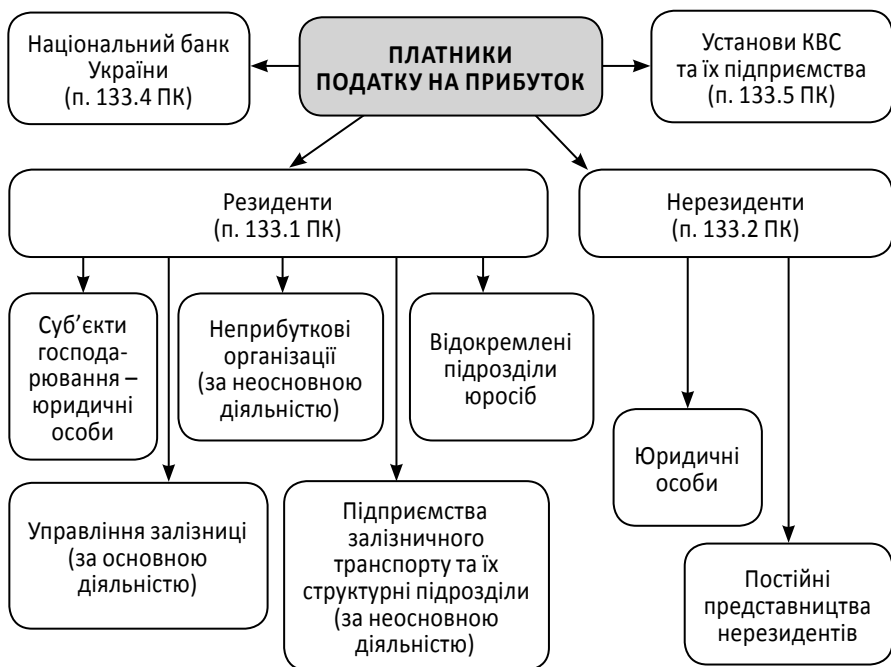 Національний банк
України
(п. 133.4 ПК)
ПЛАТНИКИ
ПОДАТКУ НА ПРИБУТОК
Установи КВС
та їх підприємства
(п. 133.5 ПК)
Резиденти
(п. 133.1 ПК)
Нерезиденти
(п. 133.2 ПК)
Суб’єкти
господа-
рювання –
юридичні
особи
Неприбуткові
організації
(за неосновною
діяльністю)
Відокремлені
підрозділи
юросіб
Управління залізниці
(за основною
діяльністю)
Підприємства
залізничного
транспорту та їх
структурні підрозділи
(за неосновною
діяльністю)
Юридичні
особи
Постійні
представництва
нерезидентів